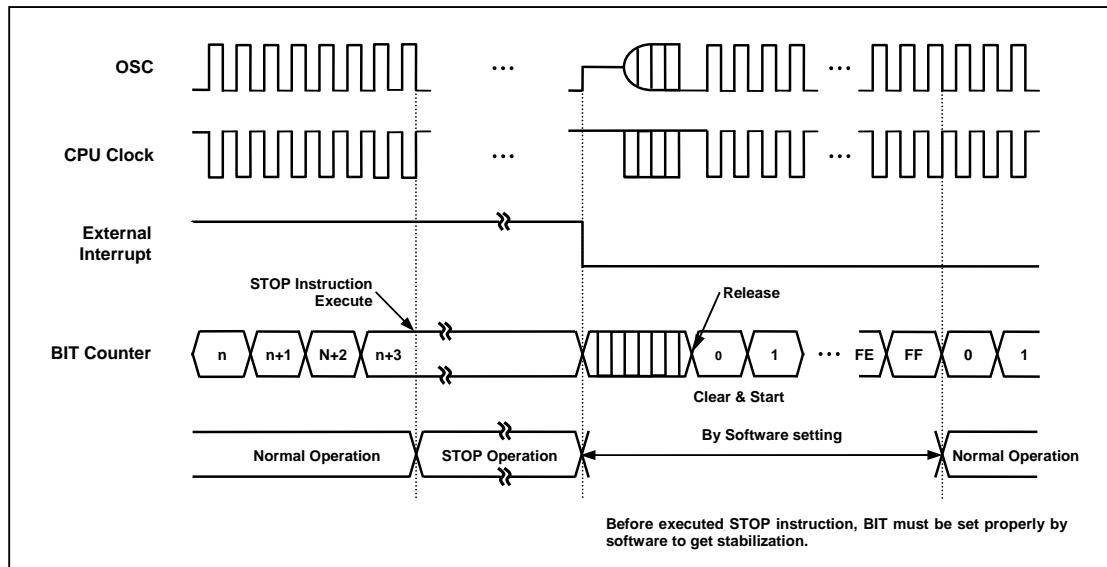 OSC
...
...
CPU Clock
...
...
External
Interrupt
STOP Instruction
Execute
Release
BIT Counter
n
n+1
N+2
n+3
0
1
...
FE
FF
0
1
Clear & Start
By Software setting
Normal Operation
STOP Operation
Normal Operation
Before executed STOP instruction, BIT must be set properly by
software to get stabilization.